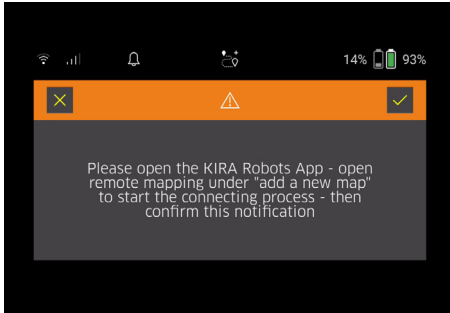 14% 93%
Please open the KIRA Robots App - open
remote mapping under "add a new map"
to start the connecting process - then
confirm this notification